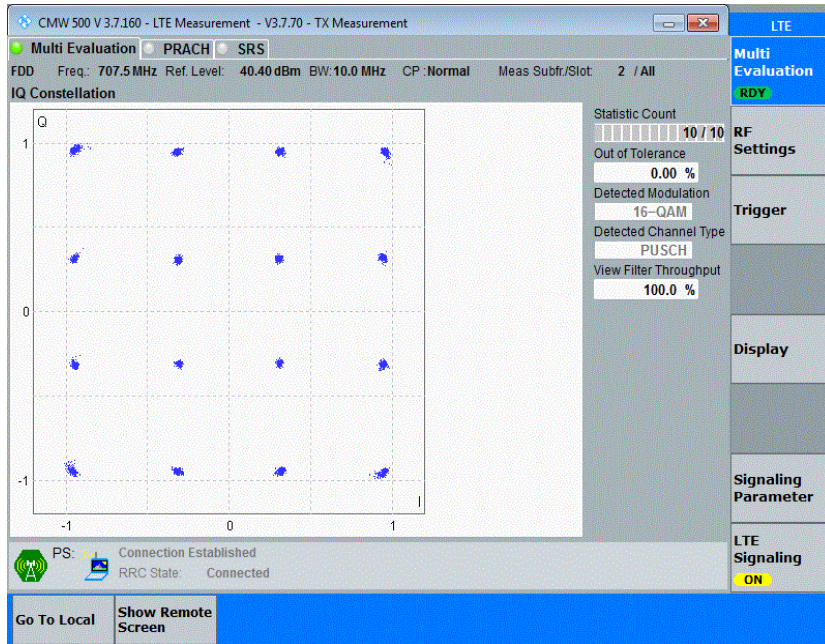 CMW 500 V 3.7.160 - LTE Measurement - V3.7.70 - TX Measurement
LTE
Multi Evaluation PRACH SRS
FDD Freq.: 707.5 MHz Ref. Level: 40.40 dBm BW: 10.0 MHz CP : Normal Meas Subfr./Slot: 2 / All
IQ Constellation
Q
1
0
-1
I
-1 0 1
Statistic Count
10 / 10
Out of Tolerance
0.00 %
Detected Modulation
16-QAM
Detected Channel Type
PUSCH
View Filter Throughput
100.0 %
Multi
Evaluation
RDY
RF
Settings
Trigger
Display
Signaling
Parameter
LTE
Signaling
ON
PS: Connection Established
RRC State: Connected
Go To Local
Show Remote
Screen